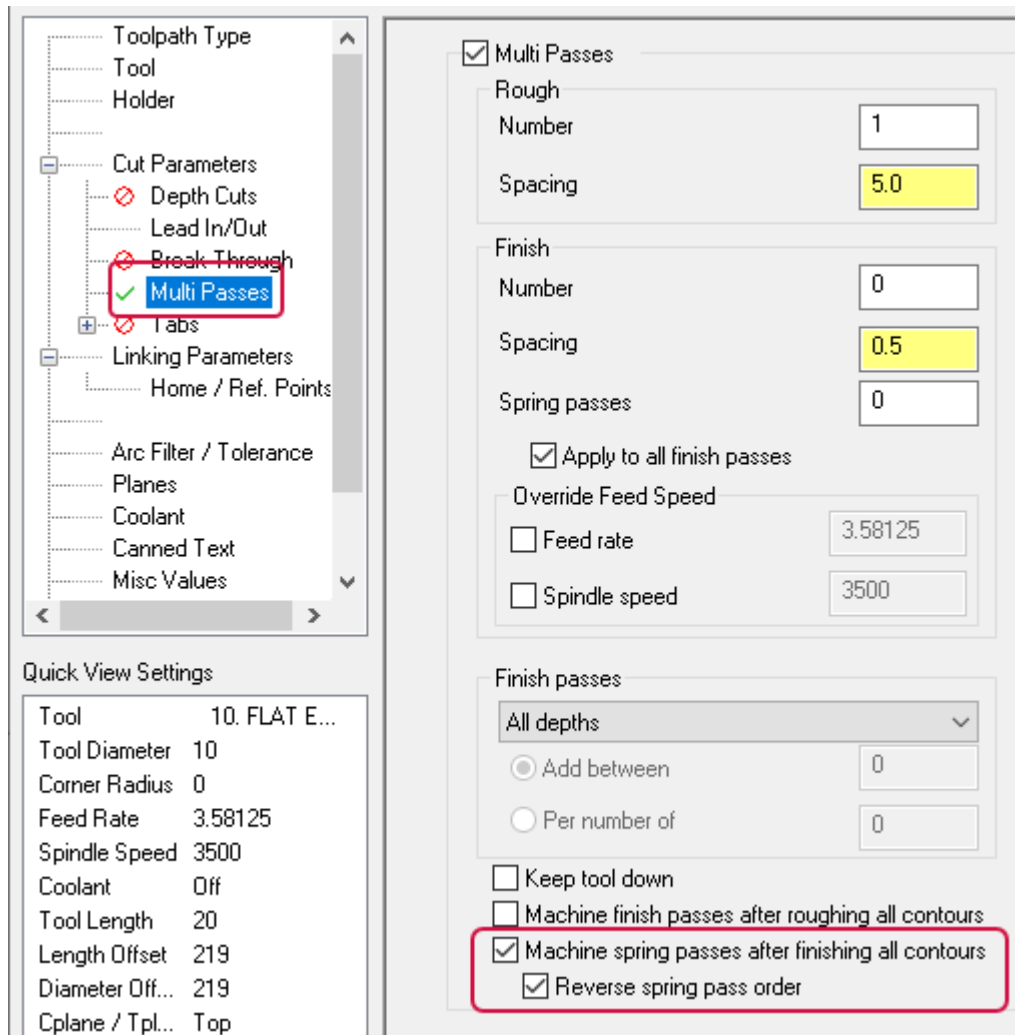 Toolpath Type
Tool
Holder
Cut Parameters
Depth Cuts
Lead In/Out
Break Through
Multi Passes
Tabs
Linking Parameters
Home / Ref. Points
Arc Filter / Tolerance
Planes
Coolant
Canned Text
Misc Values
Quick View Settings
Tool 10. FLAT E...
Tool Diameter 10
Corner Radius 0
Feed Rate 3.58125
Spindle Speed 3500
Coolant Off
Tool Length 20
Length Offset 219
Diameter Off... 219
Cplane / Tpl... Top
Multi Passes
Rough
Number 1
Spacing 5.0
Finish
Number 0
Spacing 0.5
Spring passes 0
Apply to all finish passes
Override Feed Speed
Feed rate 3.58125
Spindle speed 3500
Finish passes
All depths
Add between 0
Per number of 0
Keep tool down
Machine finish passes after roughing all contours
Machine spring passes after finishing all contours
Reverse spring pass order